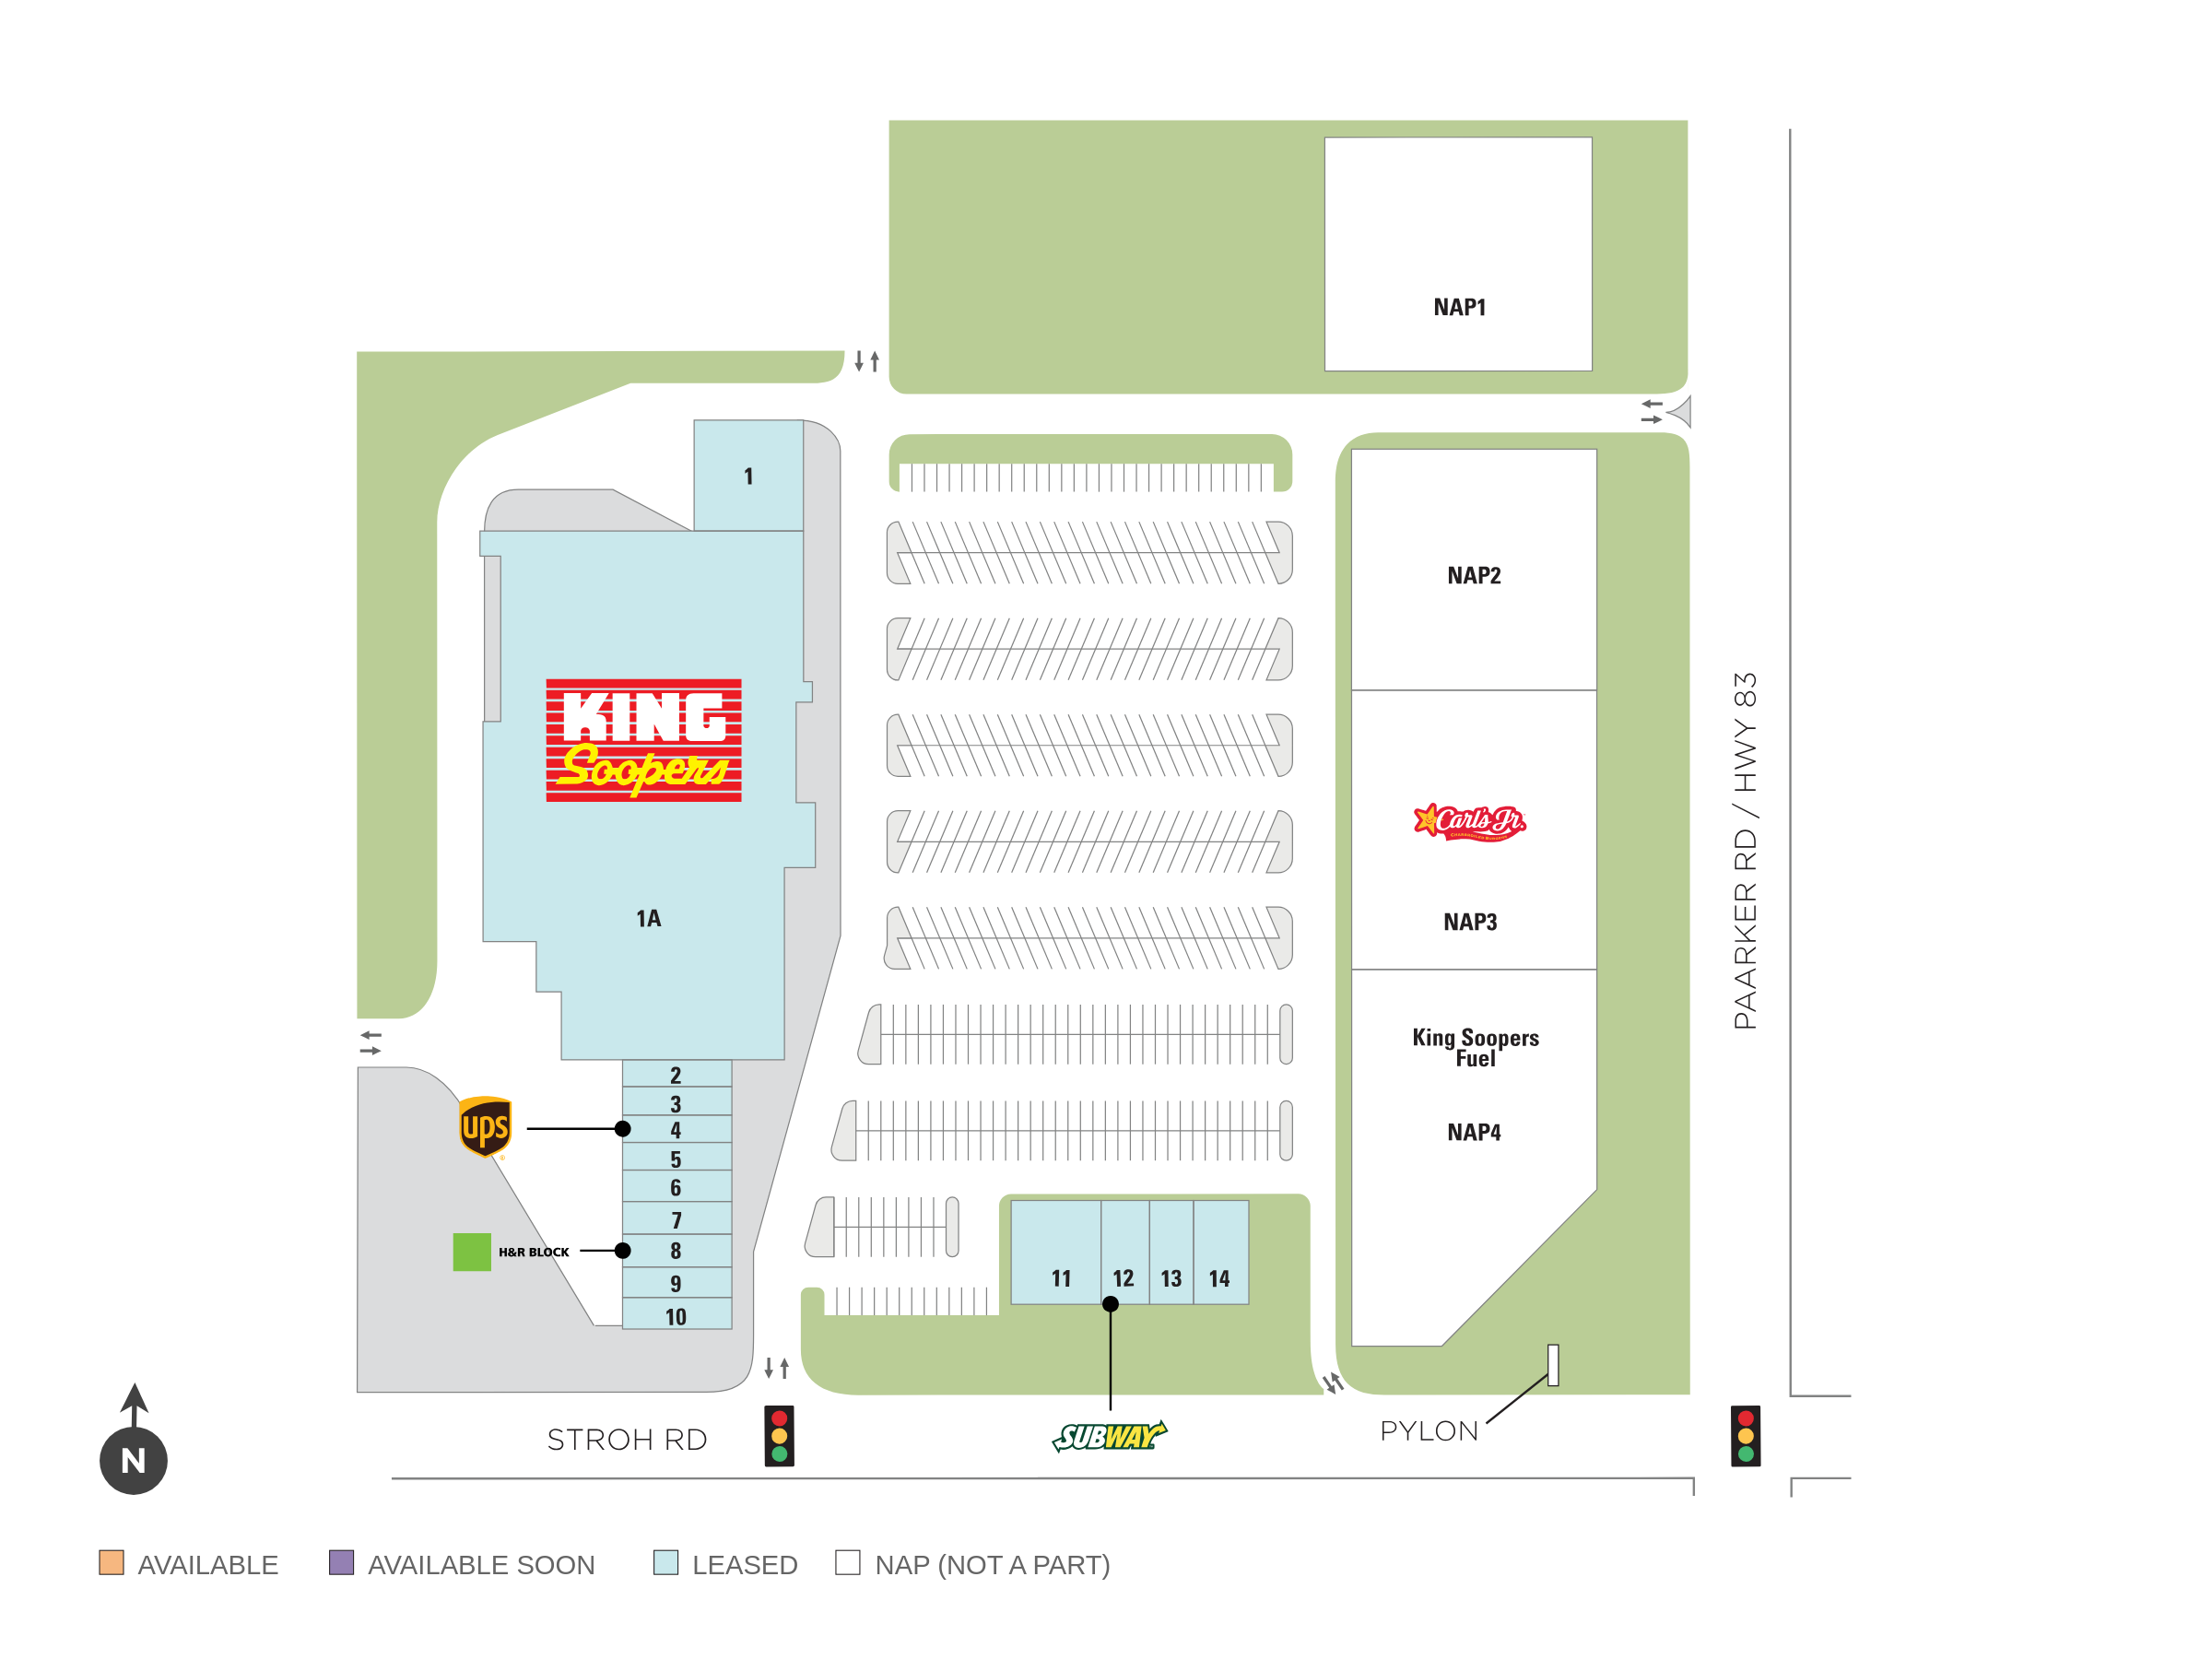 NAP1
1
NAP2
KING
Soopers
PAARKER RD / HWY 83
Carl's Jr.
1A
NAP3
King Soopers
Fuel
2
3
ups
4
NAP4
5
6
7
8
H&R BLOCK
9
10
11
12
13
14
STROH RD
SUBWAY
PYLON
N
AVAILABLE
AVAILABLE SOON
LEASED
NAP (NOT A PART)